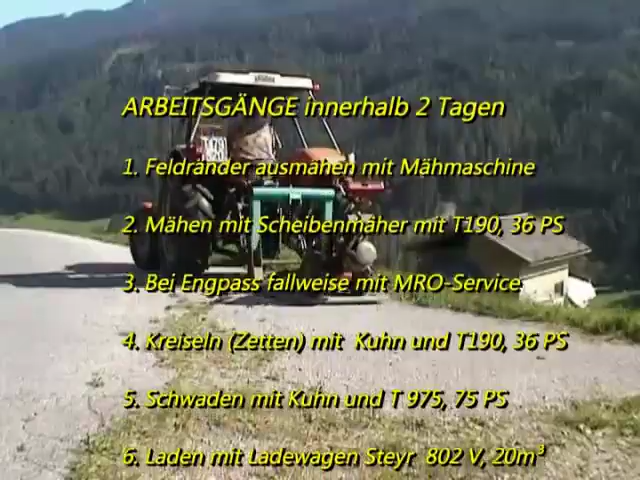 ARBEITSGÄNGE innerhalb 2 Tagen
1. Feldränder ausmähen mit Mähmaschine
2. Mähen mit Scheibenmäher mit T190, 36 PS
3. Bei Engpass fallweise mit MRO-Service
4. Kreiseln (Zetten) mit Kuhn und T190, 36 PS
5. Schwaden mit Kuhn und T 975, 75 PS
6. Laden mit Ladewagen Steyr 802 V, 20m³